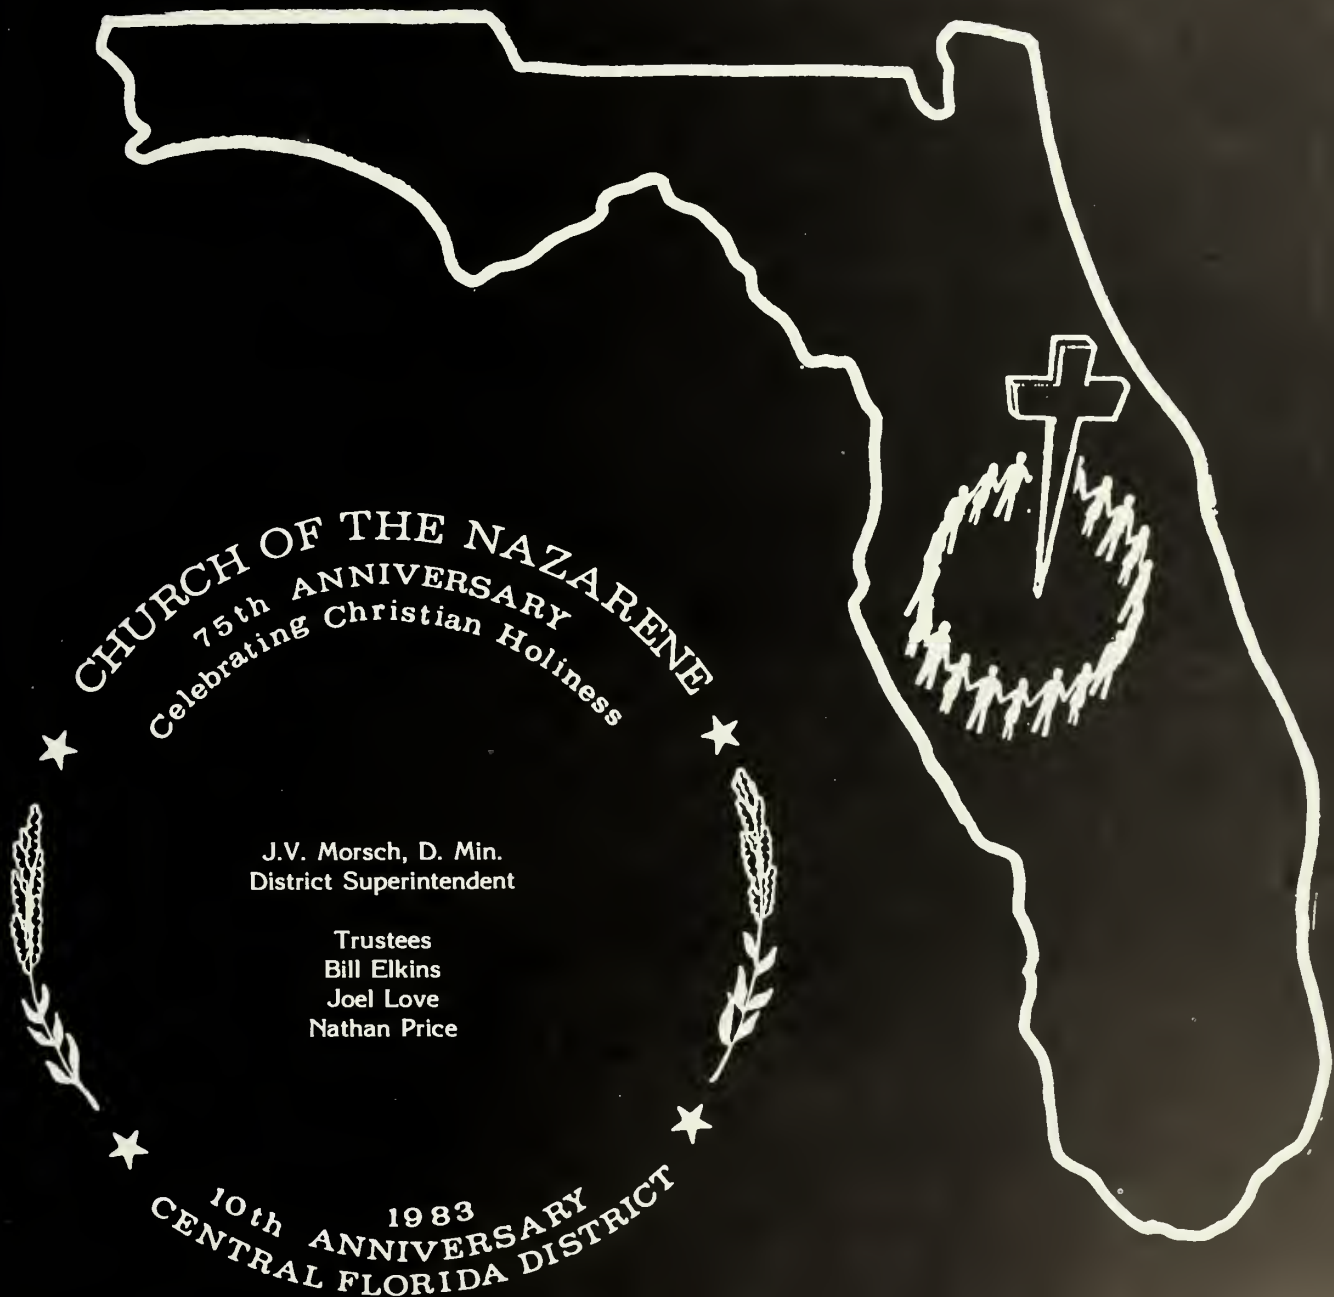 CHURCH OF THE NAZARENE
75th ANNIVERSARY
Celebrating Christian Holiness
J.V. Morsch, D. Min.
District Superintendent
Trustees
Bill Elkins
Joel Love
Nathan Price
1983
10th ANNIVERSARY
CENTRAL FLORIDA DISTRICT